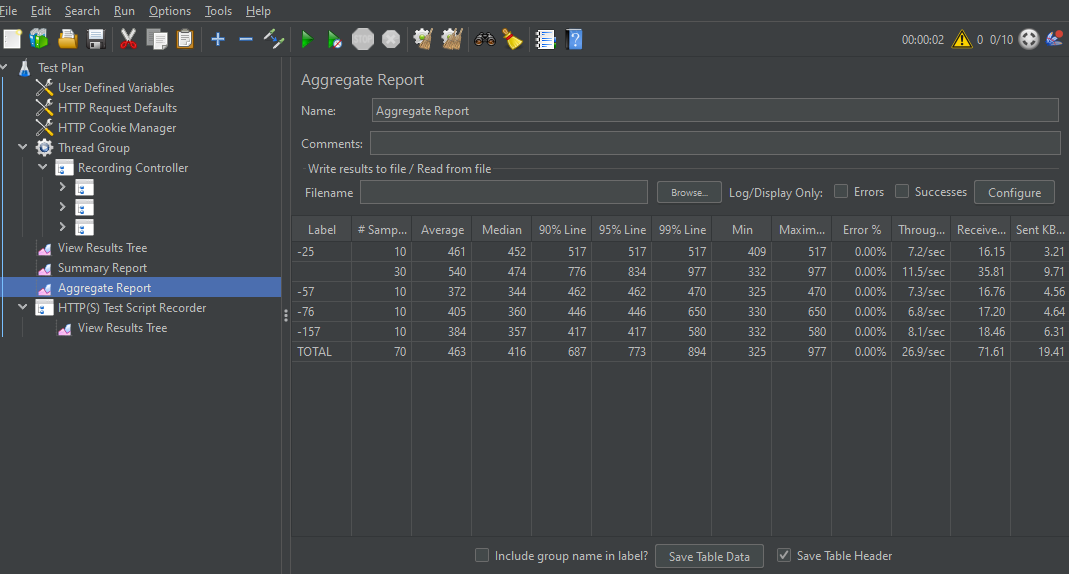 File Edit Search Run Options Tools Help
00:00:02 0 0/10
Test Plan
User Defined Variables
HTTP Request Defaults
HTTP Cookie Manager
Thread Group
Recording Controller
View Results Tree
Summary Report
Aggregate Report
HTTP(S) Test Script Recorder
View Results Tree
Aggregate Report
Name: Aggregate Report
Comments:
Write results to file / Read from file
Filename Browse... Log/Display Only: Errors Successes Configure
Label # Samp... Average Median 90% Line 95% Line 99% Line Min Maxim... Error % Throug... Receive... Sent KB...
-25 10 461 452 517 517 517 409 517 0.00% 7.2/sec 16.15 3.21
30 540 474 776 834 977 332 977 0.00% 11.5/sec 35.81 9.71
-57 10 372 344 462 462 470 325 470 0.00% 7.3/sec 16.76 4.56
-76 10 405 360 446 446 650 330 650 0.00% 6.8/sec 17.20 4.64
-157 10 384 357 417 417 580 332 580 0.00% 8.1/sec 18.46 6.31
TOTAL 70 463 416 687 773 894 325 977 0.00% 26.9/sec 71.61 19.41
Include group name in label? Save Table Data Save Table Header